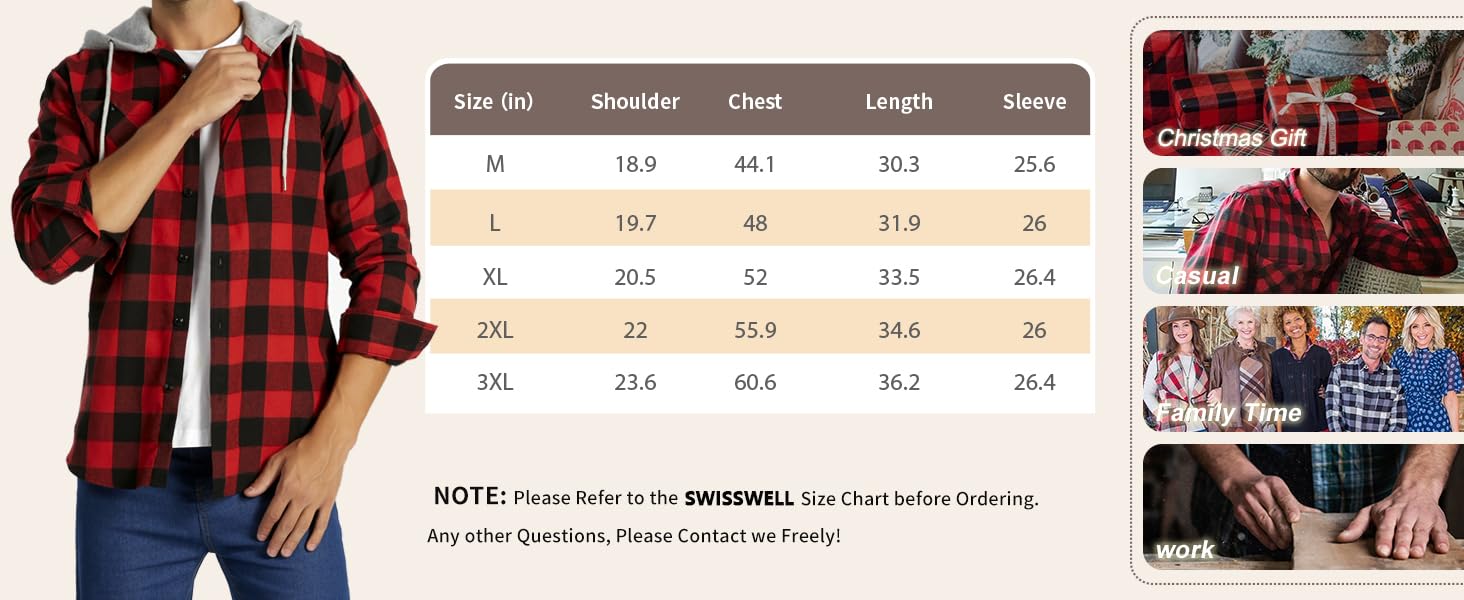 Size (in) Shoulder Chest Length Sleeve
M 18.9 44.1 30.3 25.6
L 19.7 48 31.9 26
XL 20.5 52 33.5 26.4
2XL 22 55.9 34.6 26
3XL 23.6 60.6 36.2 26.4
NOTE: Please Refer to the SWISSWELL Size Chart before Ordering.
Any other Questions, Please Contact we Freely!
Christmas Gift
Casual
Family Time
work